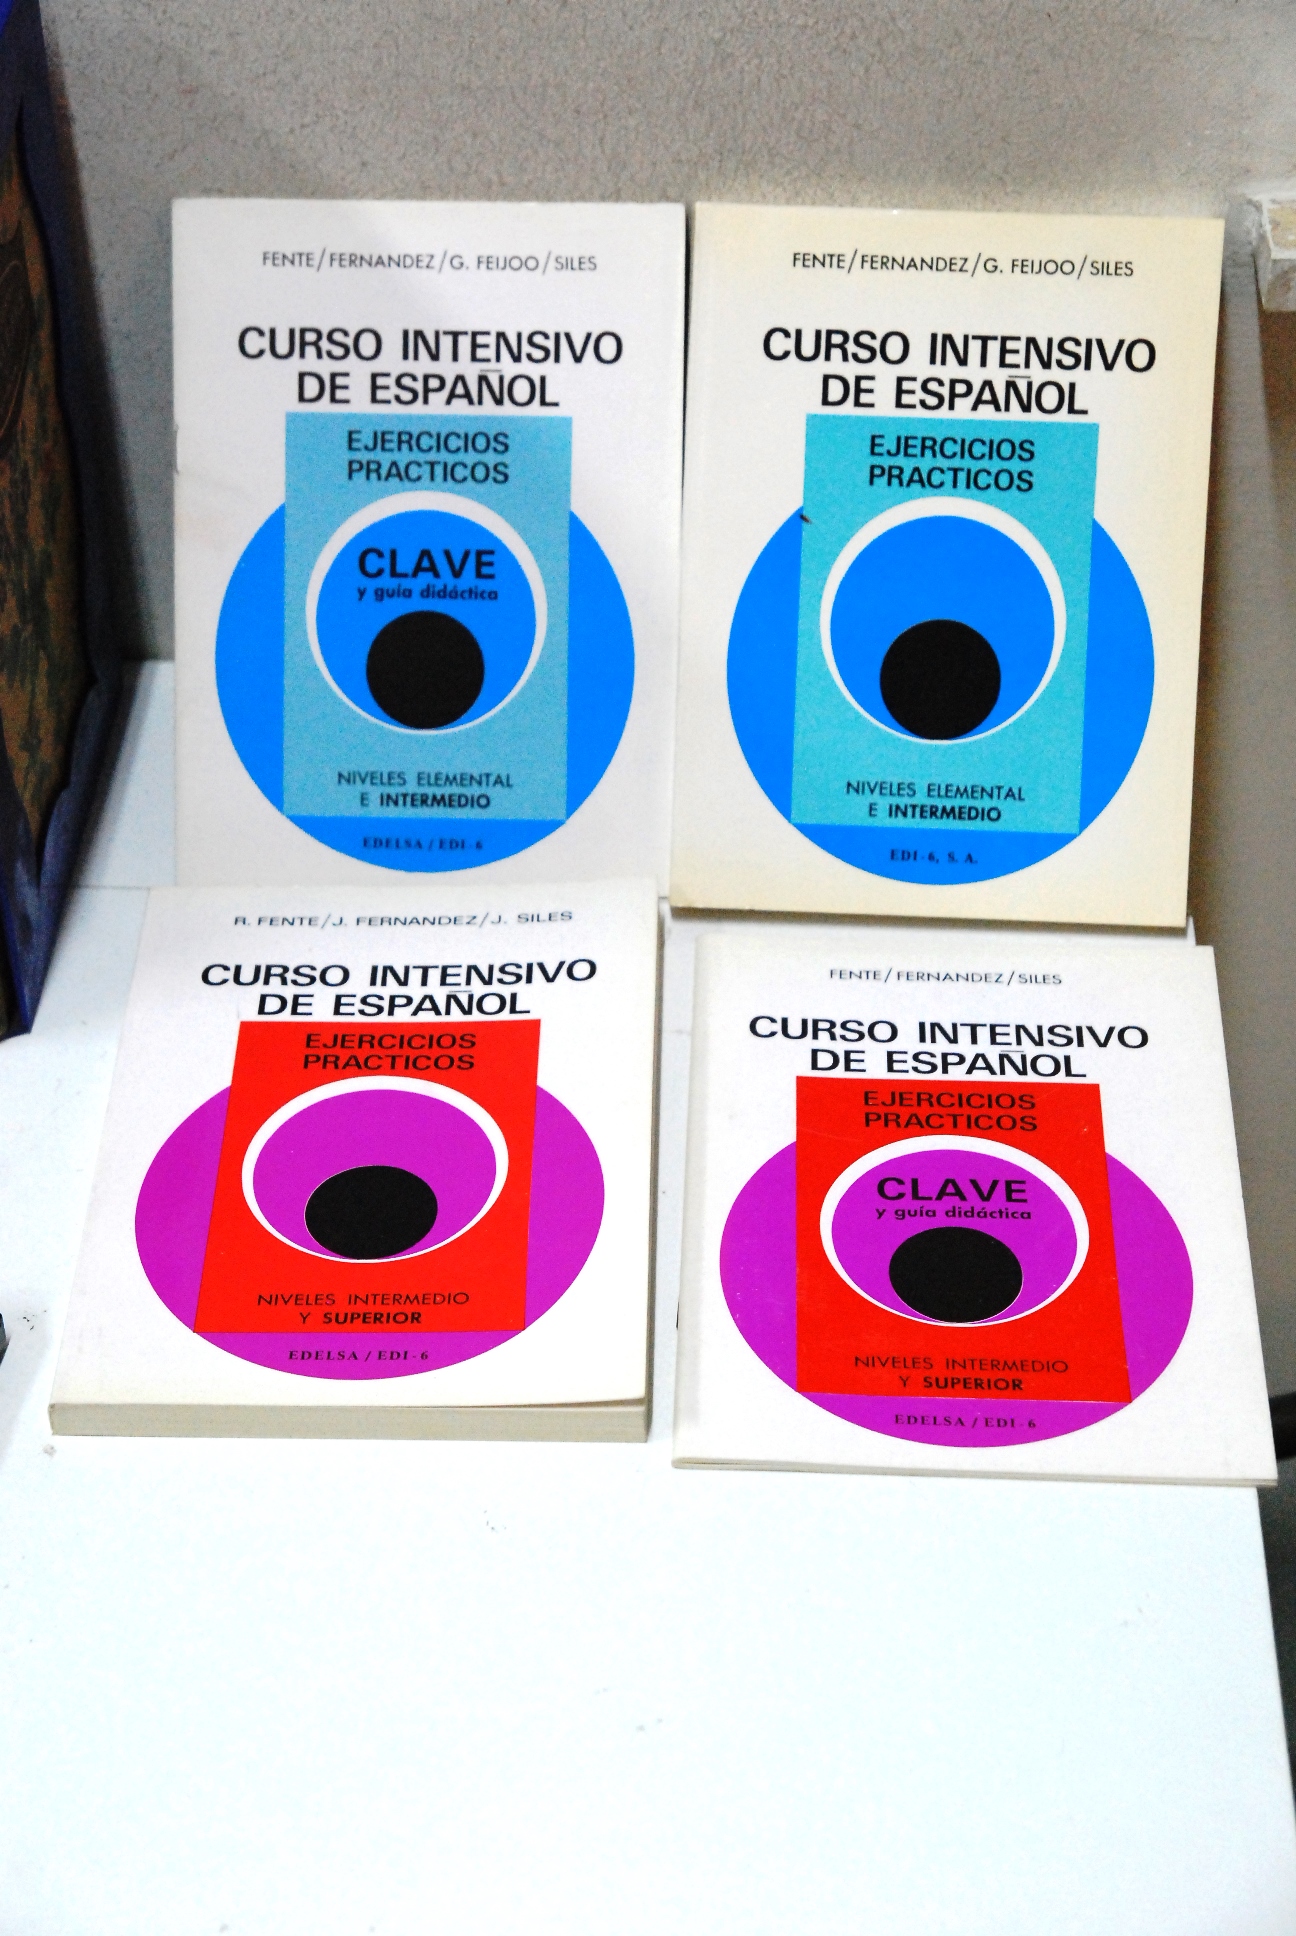 FENTE/FERNANDEZ/G. FEIJOO/SILES
CURSO INTENSIVO
DE ESPAÑOL
EJERCICIOS
PRACTICOS
CLAVE
y guía didáctica
NIVELES ELEMENTAL
E INTERMEDIO
EDELSA / EDI-6
FENTE/FERNANDEZ/G. FEIJOO/SILES
CURSO INTENSIVO
DE ESPAÑOL
EJERCICIOS
PRACTICOS
NIVELES ELEMENTAL
E INTERMEDIO
EDI-6, S. A.
R. FENTE/J. FERNANDEZ/J. SILES
CURSO INTENSIVO
DE ESPAÑOL
EJERCICIOS
PRACTICOS
NIVELES INTERMEDIO
Y SUPERIOR
EDELSA / EDI-6
FENTE/FERNANDEZ/SILES
CURSO INTENSIVO
DE ESPAÑOL
EJERCICIOS
PRACTICOS
CLAVE
y guía didáctica
NIVELES INTERMEDIO
Y SUPERIOR
EDELSA / EDI-6